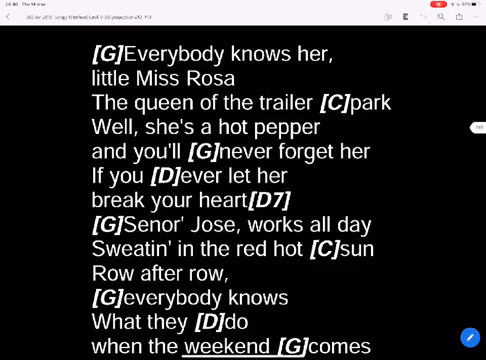 [G]Everybody knows her,
little Miss Rosa
The queen of the trailer [C]park
Well, she's a hot pepper
and you'll [G]never forget her
If you [D]ever let her
break your heart[D7]
[G]Senor' Jose, works all day
Sweatin' in the red hot [C]sun
Row after row,
[G]everybody knows
What they [D]do
when the weekend [G]comes